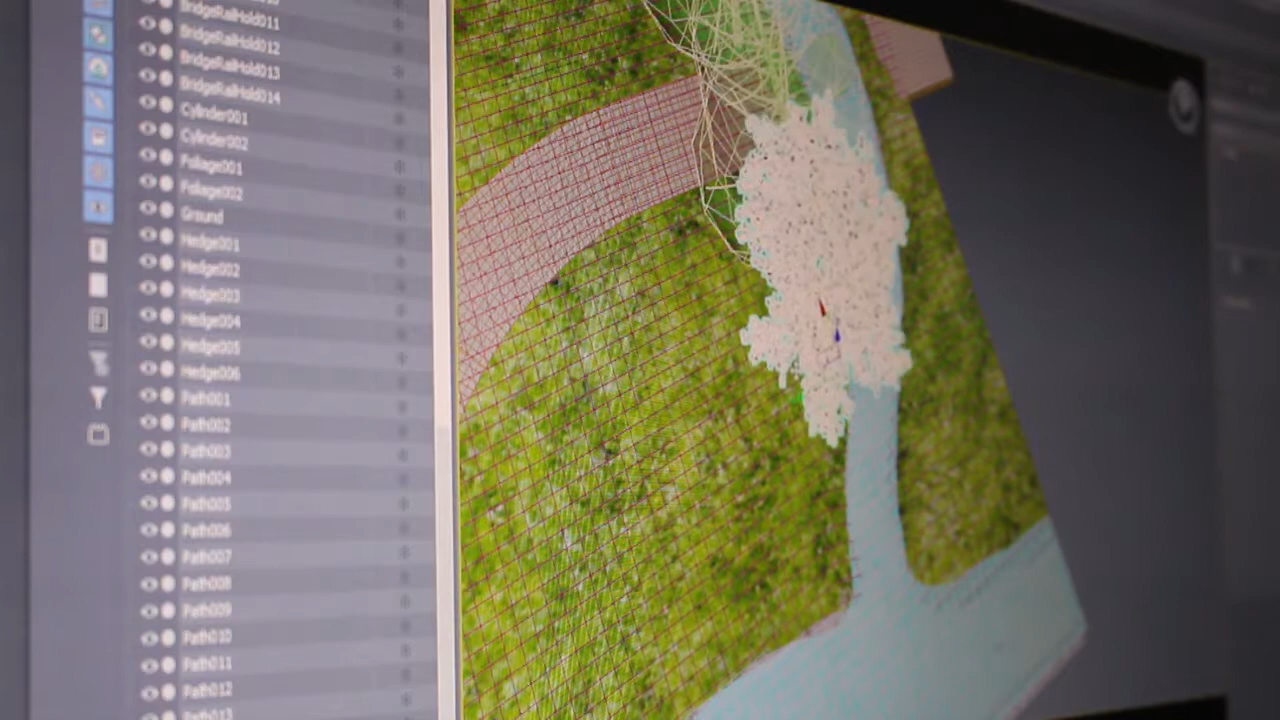 BridgeRailHold011
BridgeRailHold012
BridgeRailHold013
BridgeRailHold014
Cylinder001
Cylinder002
Foliage001
Foliage002
Ground
Hedge001
Hedge002
Hedge003
Hedge004
Hedge005
Hedge006
Path001
Path002
Path003
Path004
Path005
Path006
Path007
Path008
Path009
Path010
Path011
Path012
Path013